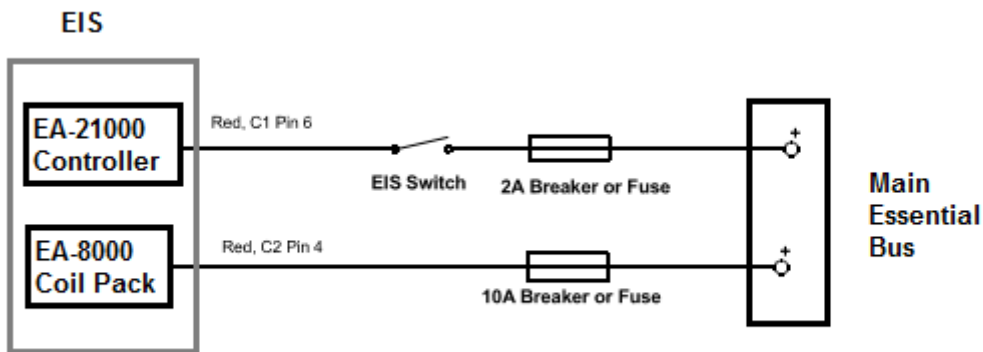 EIS
EA-21000
Controller
Red, C1 Pin 6
EIS Switch
2A Breaker or Fuse
+
EA-8000
Coil Pack
Red, C2 Pin 4
10A Breaker or Fuse
+
Main
Essential
Bus